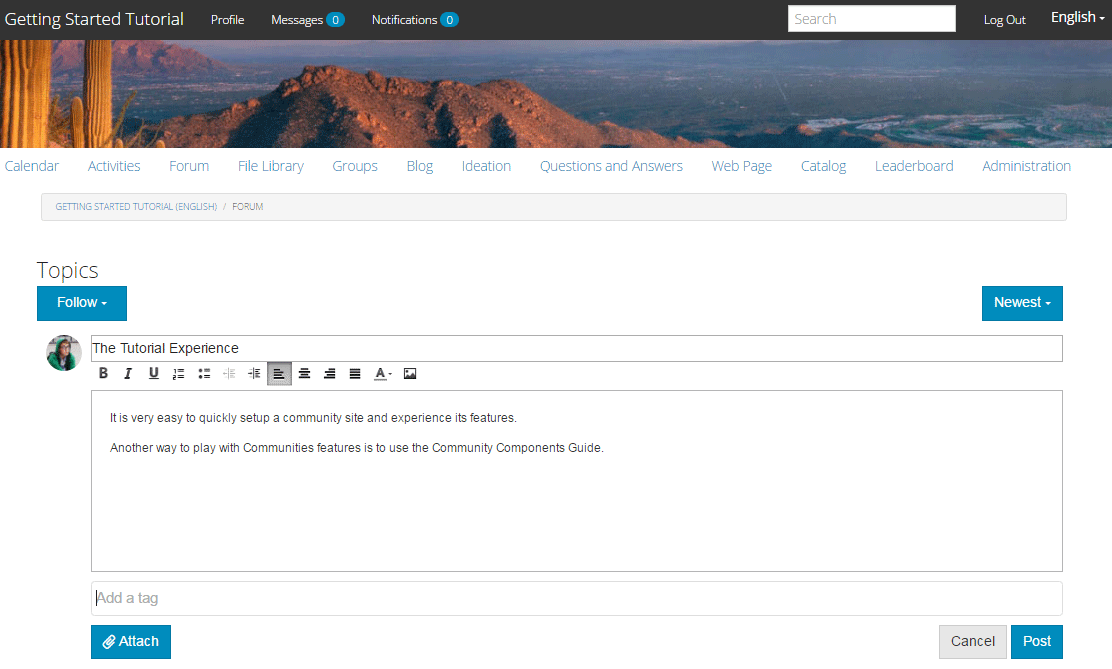 Getting Started Tutorial Profile Messages 0 Notifications 0 Search Log Out English
Calendar Activities Forum File Library Groups Blog Ideation Questions and Answers Web Page Catalog Leaderboard Administration
GETTING STARTED TUTORIAL (ENGLISH) / FORUM
Topics
Follow Newest
The Tutorial Experience
B I U A
It is very easy to quickly setup a community site and experience its features.
Another way to play with Communities features is to use the Community Components Guide.
Add a tag
Attach Cancel Post